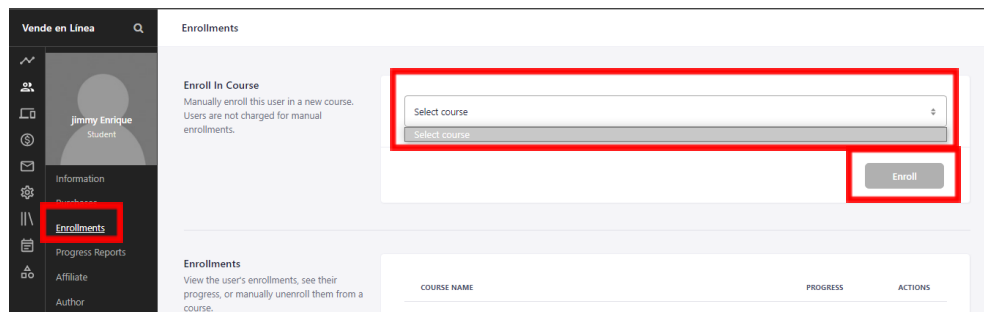 Vende en Línea
Enrollments
jimmy Enrique
Student
Information
Purchases
Enrollments
Progress Reports
Affiliate
Author
Enroll In Course
Manually enroll this user in a new course.
Users are not charged for manual
enrollments.
Select course
Select course
Enroll
Enrollments
View the user's enrollments, see their
progress, or manually unenroll them from a
course.
COURSE NAME PROGRESS ACTIONS